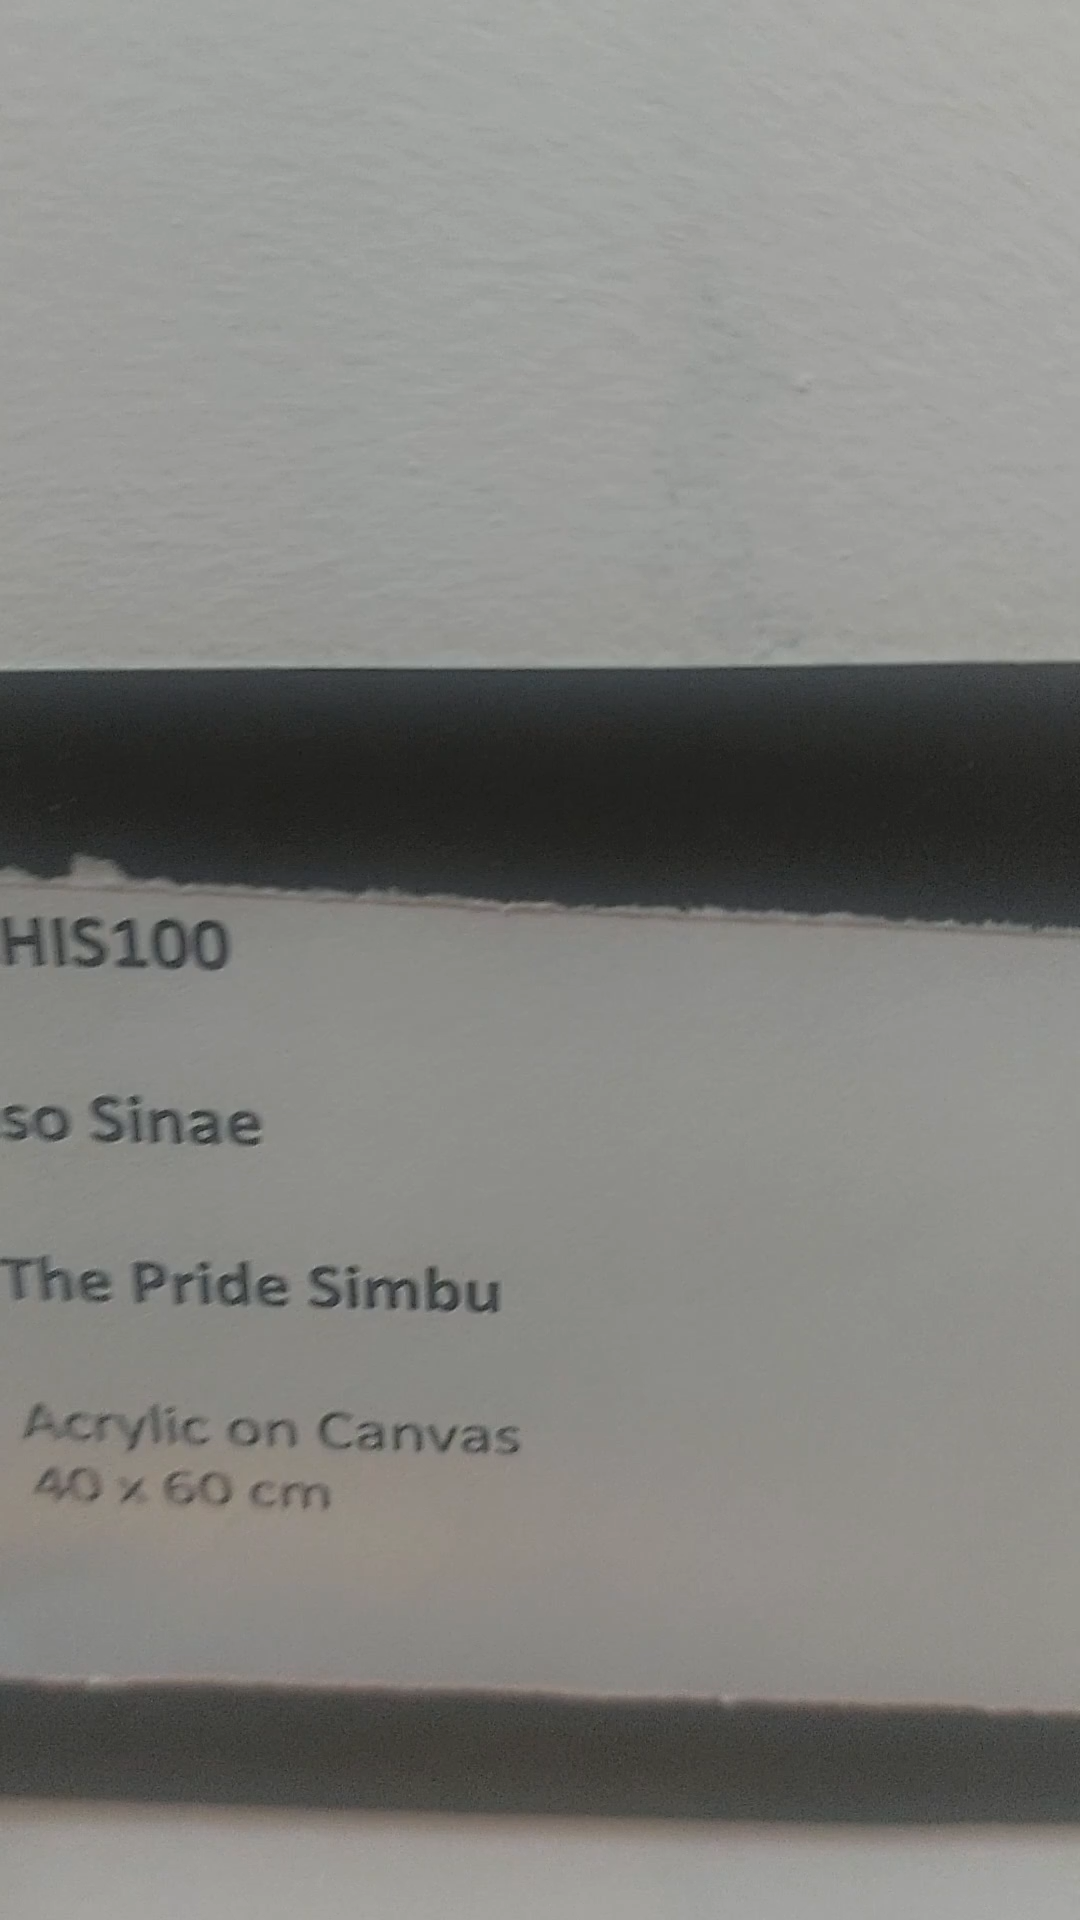 HIS100
so Sinae
The Pride Simbu
Acrylic on Canvas
40 x 60 cm